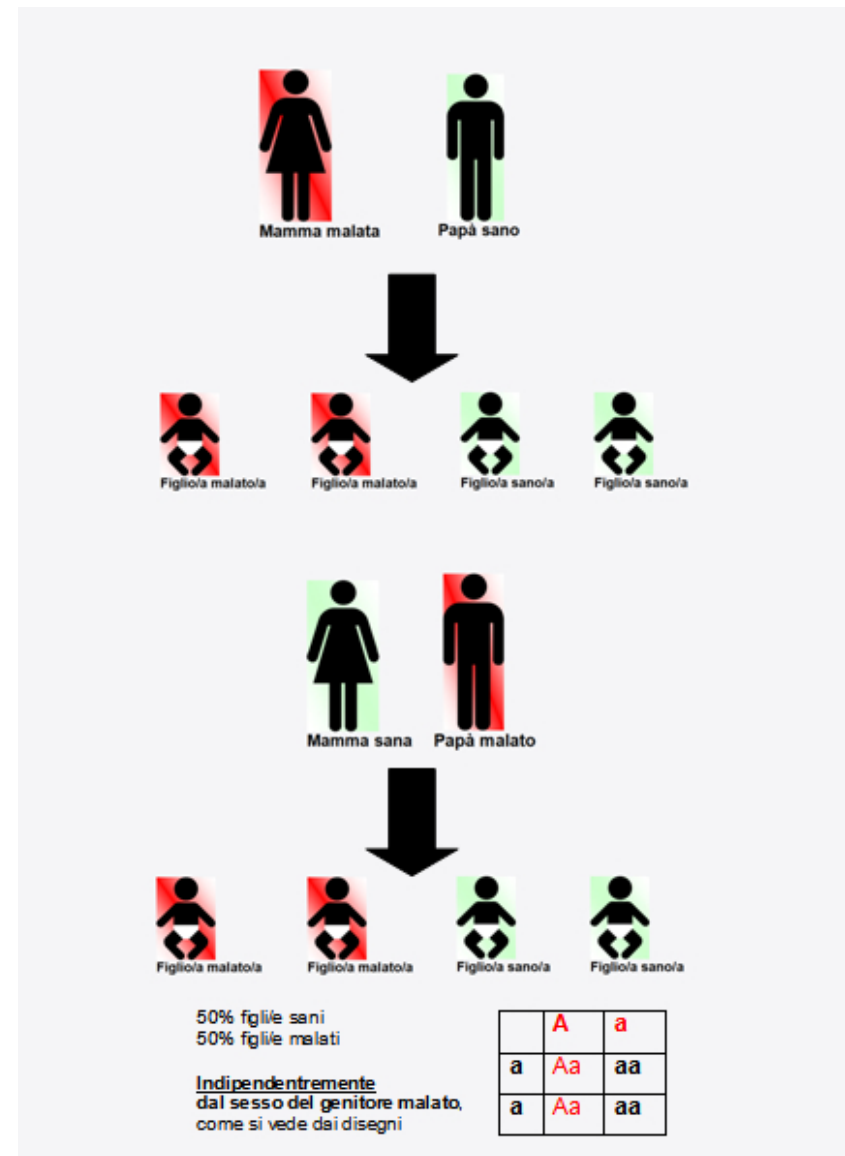 Mamma malata Papà sano
Figlio/a malato/a Figlio/a malato/a Figlio/a sano/a Figlio/a sano/a
Mamma sana Papà malato
Figlio/a malato/a Figlio/a malato/a Figlio/a sano/a Figlio/a sano/a
50% figli/e sani
50% figli/e malati
Indipendentremente
dal sesso del genitore malato,
come si vede dai disegni
A a
a Aa aa
a Aa aa